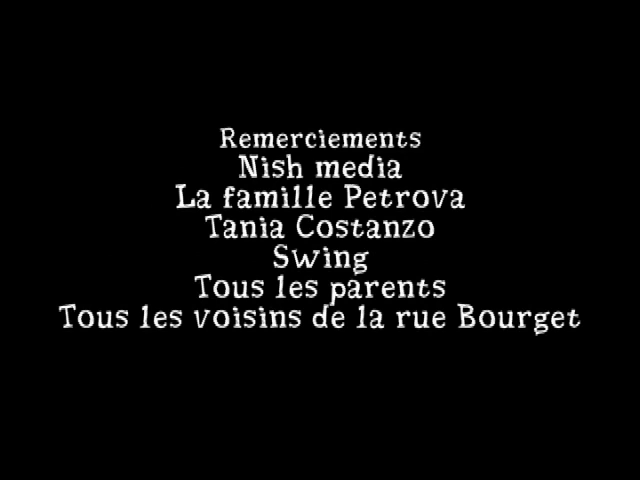 Remerciements
Nish media
La famille Petrova
Tania Costanzo
Swing
Tous les parents
Tous les voisins de la rue Bourget